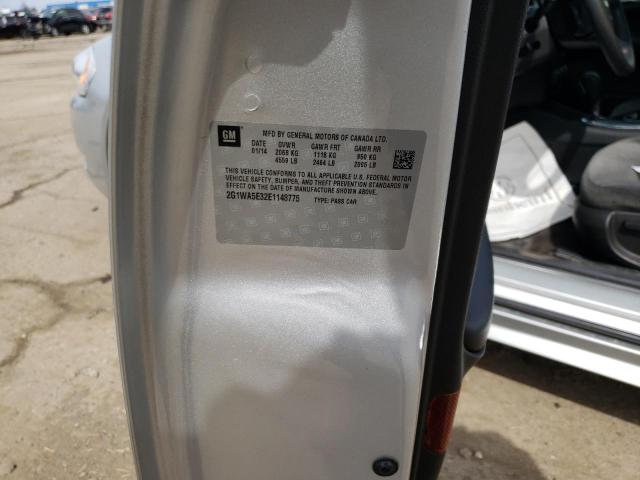 GM
MFD BY GENERAL MOTORS OF CANADA LTD.
DATE GVWR GAWR FRT GAWR RR
01/14 2068 KG 1118 KG 950 KG
4559 LB 2464 LB 2095 LB
THIS VEHICLE CONFORMS TO ALL APPLICABLE U.S. FEDERAL MOTOR
VEHICLE SAFETY, BUMPER, AND THEFT PREVENTION STANDARDS IN
EFFECT ON THE DATE OF MANUFACTURE SHOWN ABOVE.
2G1WA5E32E1148775 TYPE: PASS CAR